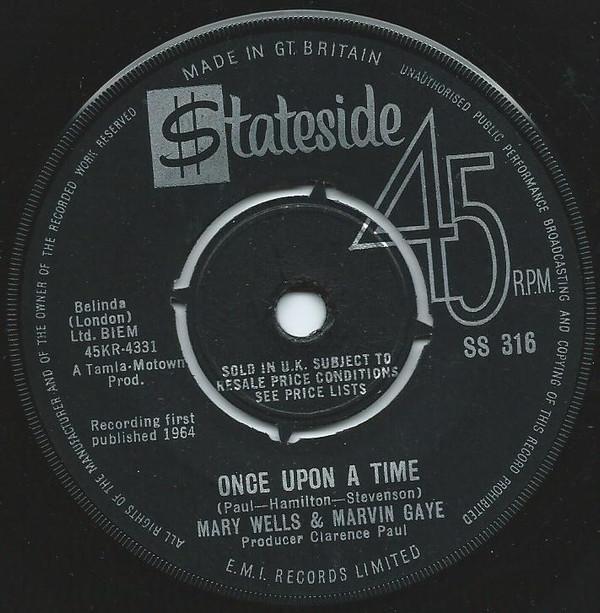 MADE IN GT. BRITAIN
UNAUTHORISED PUBLIC PERFORMANCE BROADCASTING AND COPYING OF THIS RECORD PROHIBITED
ALL RIGHTS OF THE MANUFACTURER AND OF THE OWNER OF THE RECORDED WORK RESERVED
$tateside
45
R.P.M.
SS 316
Belinda
(London)
Ltd. BIEM
45KR-4331
A Tamla-Motown
Prod.
Recording first
published 1964
SOLD IN U.K. SUBJECT TO
RESALE PRICE CONDITIONS
SEE PRICE LISTS
ONCE UPON A TIME
(Paul—Hamilton—Stevenson)
MARY WELLS & MARVIN GAYE
Producer Clarence Paul
E.M.I. RECORDS LIMITED